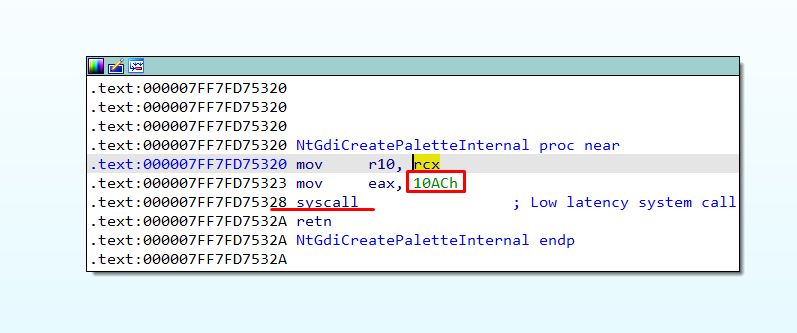 .text:000007FF7FD75320
.text:000007FF7FD75320
.text:000007FF7FD75320
.text:000007FF7FD75320 NtGdiCreatePaletteInternal proc near
.text:000007FF7FD75320 mov     r10, rcx
.text:000007FF7FD75323 mov     eax, 10ACh
.text:000007FF7FD75328 syscall                 ; Low latency system call
.text:000007FF7FD7532A retn
.text:000007FF7FD7532A NtGdiCreatePaletteInternal endp
.text:000007FF7FD7532A